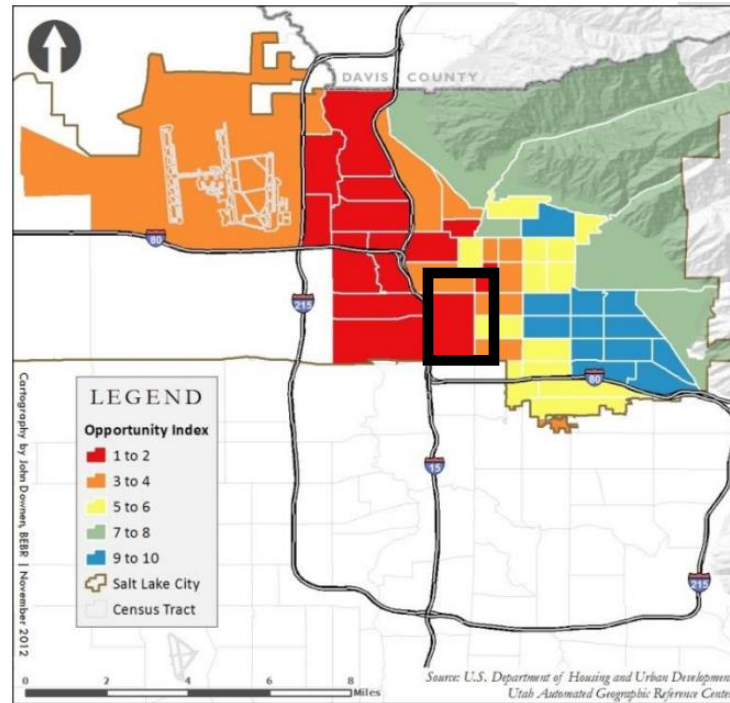 DAVIS COUNTY
80
215
80
15
215
LEGEND
Opportunity Index
1 to 2
3 to 4
5 to 6
7 to 8
9 to 10
Salt Lake City
Census Tract
Cartography by John Downen, BEBR | November 2012
0 2 4 6 8
Miles
Source: U.S. Department of Housing and Urban Development
Utah Automated Geographic Reference Center